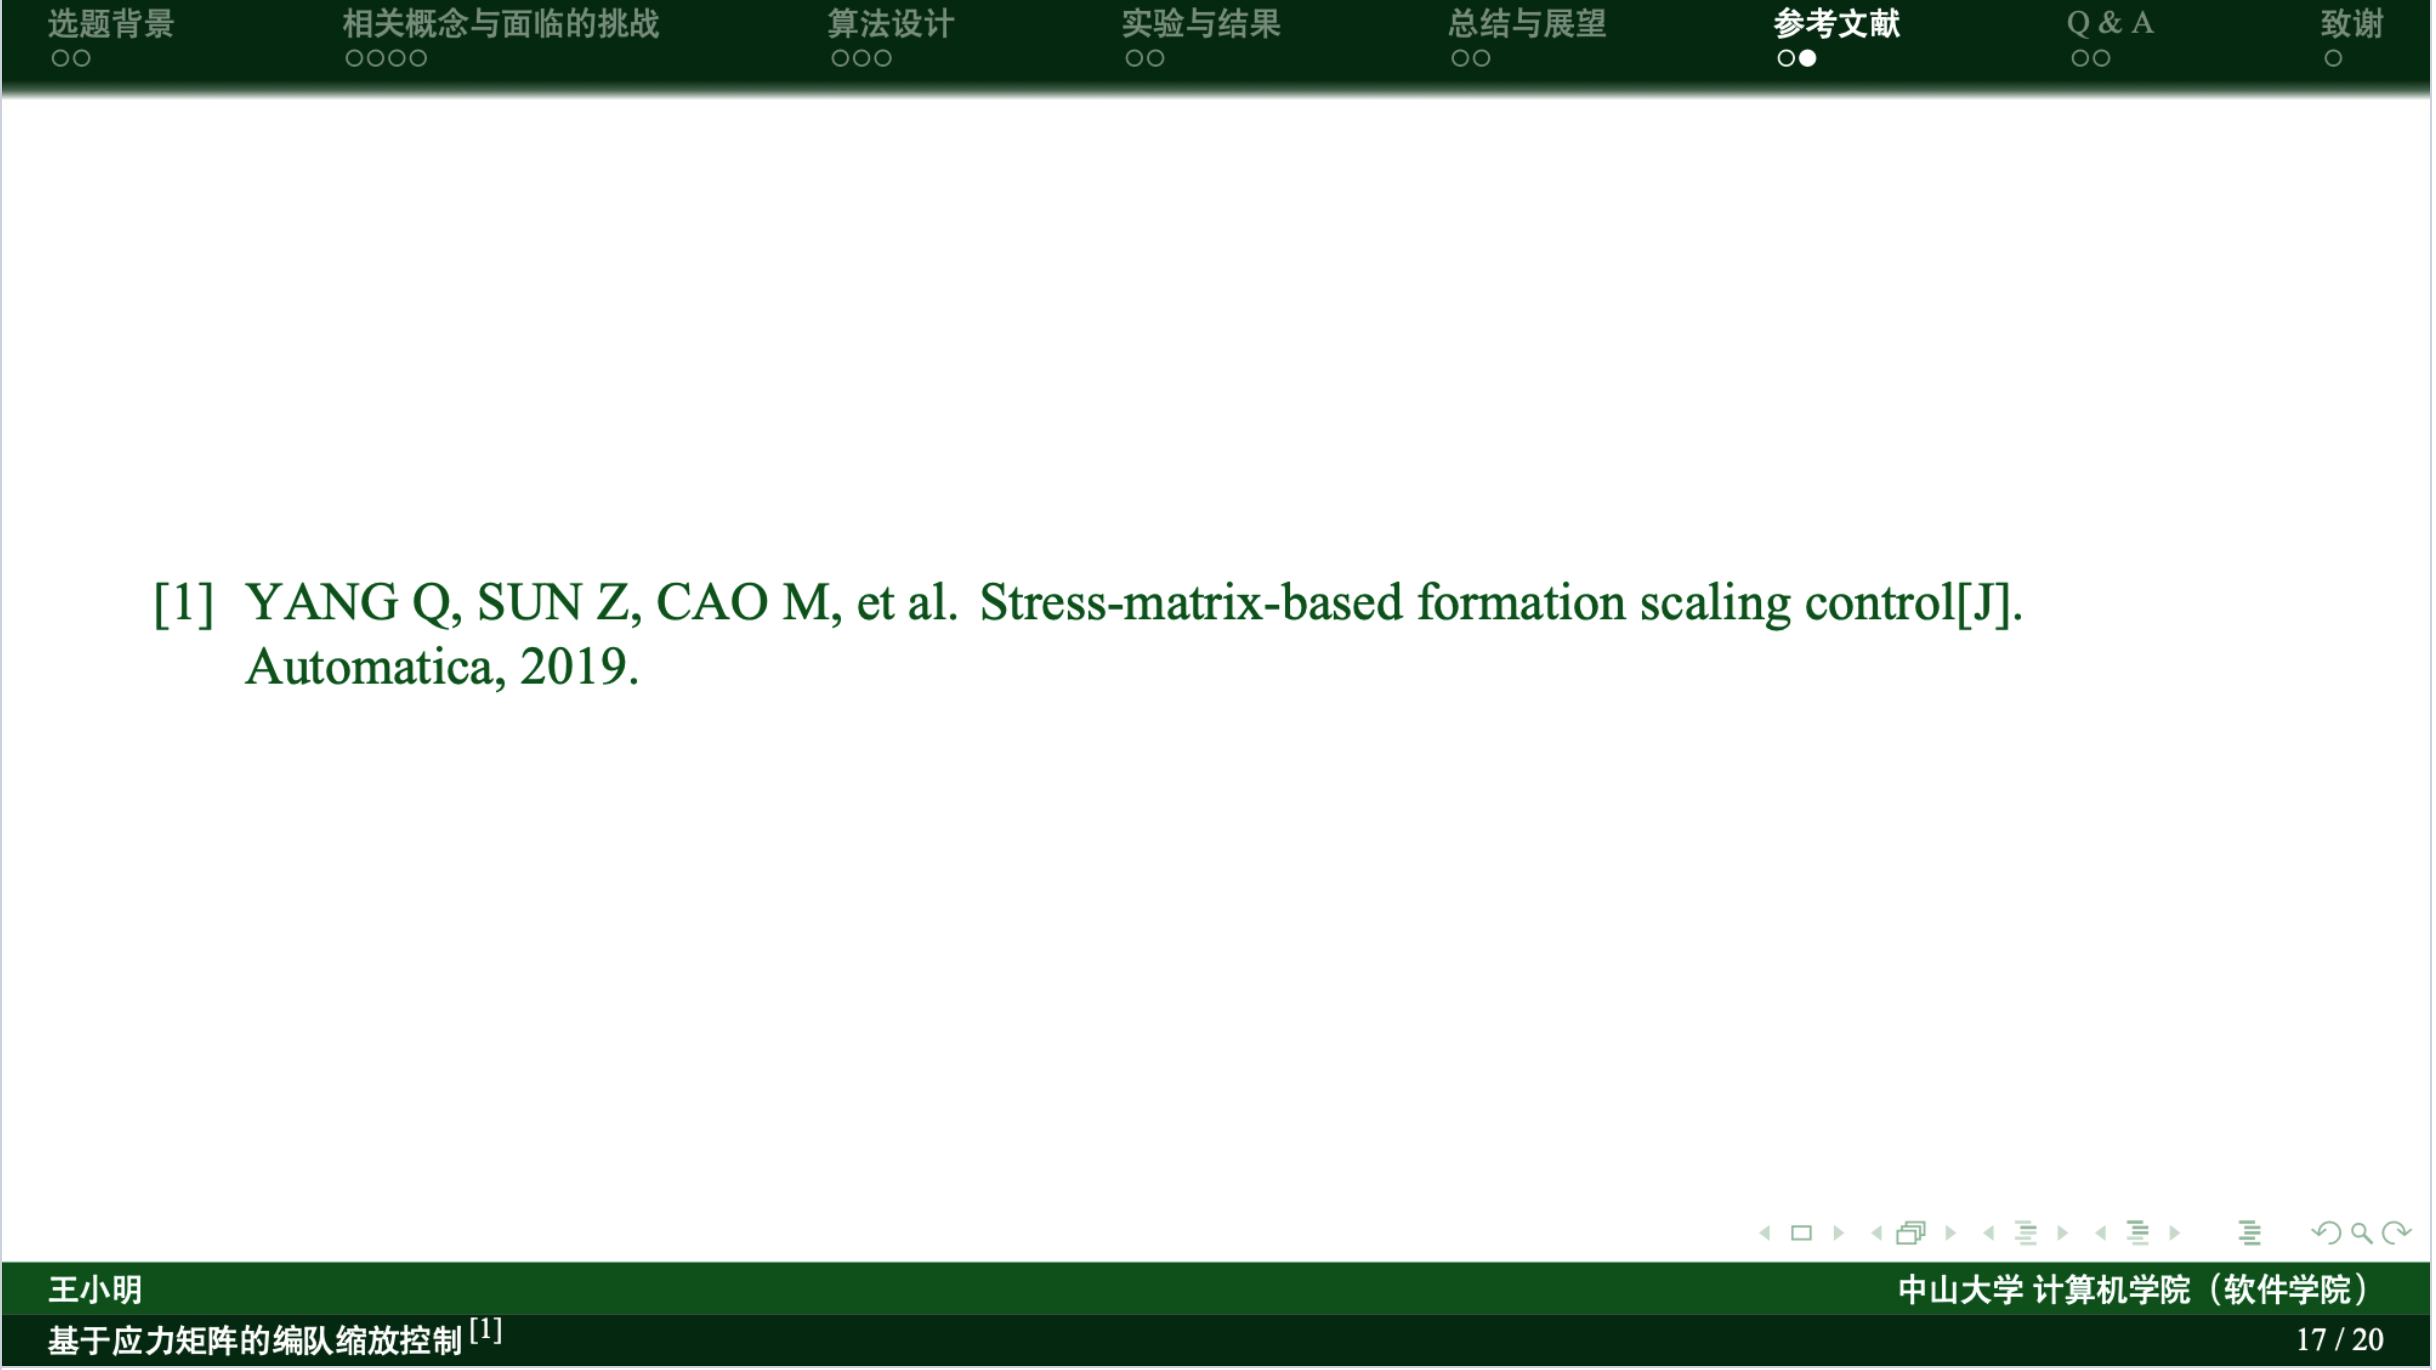 选题背景 相关概念与面临的挑战 算法设计 实验与结果 总结与展望 参考文献 Q & A 致谢
[1] YANG Q, SUN Z, CAO M, et al. Stress-matrix-based formation scaling control[J].
Automatica, 2019.
王小明 中山大学 计算机学院（软件学院）
基于应力矩阵的编队缩放控制[1] 17 / 20